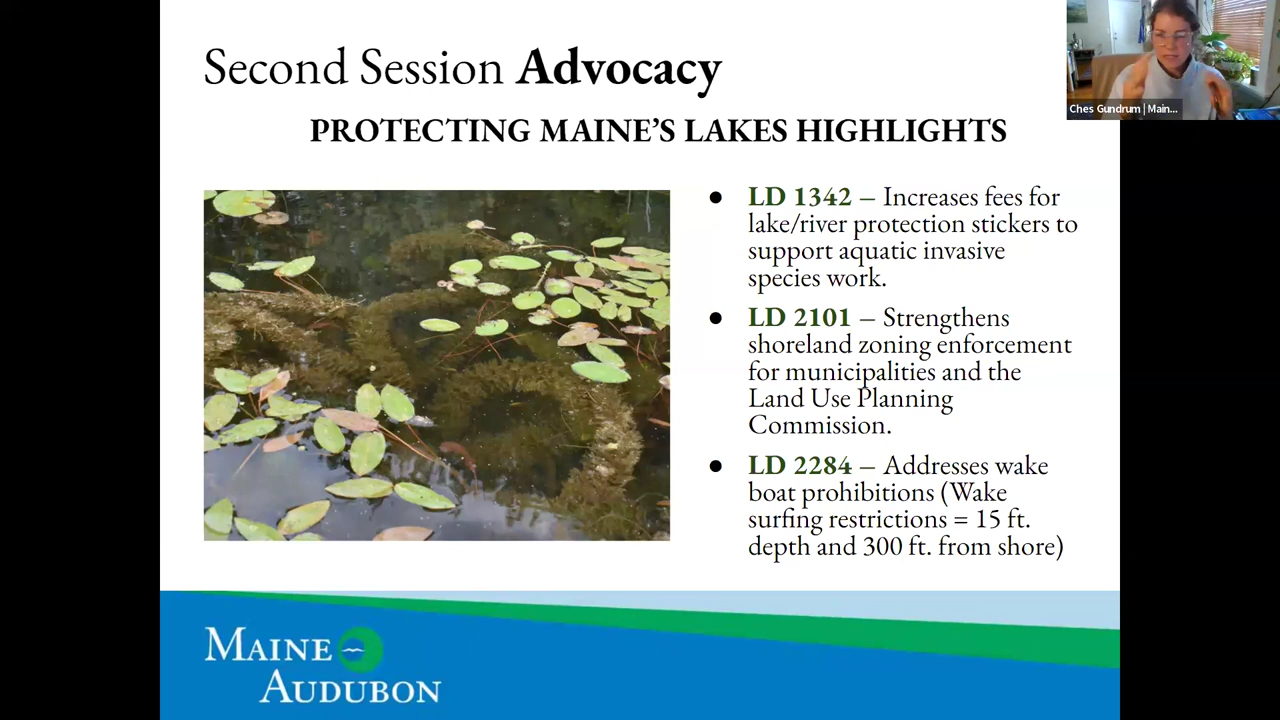 Second Session Advocacy
PROTECTING MAINE'S LAKES HIGHLIGHTS
● LD 1342 – Increases fees for
lake/river protection stickers to
support aquatic invasive
species work.
● LD 2101 – Strengthens
shoreland zoning enforcement
for municipalities and the
Land Use Planning
Commission.
● LD 2284 – Addresses wake
boat prohibitions (Wake
surfing restrictions = 15 ft.
depth and 300 ft. from shore)
MAINE
AUDUBON
Ches Gundrum | Main...